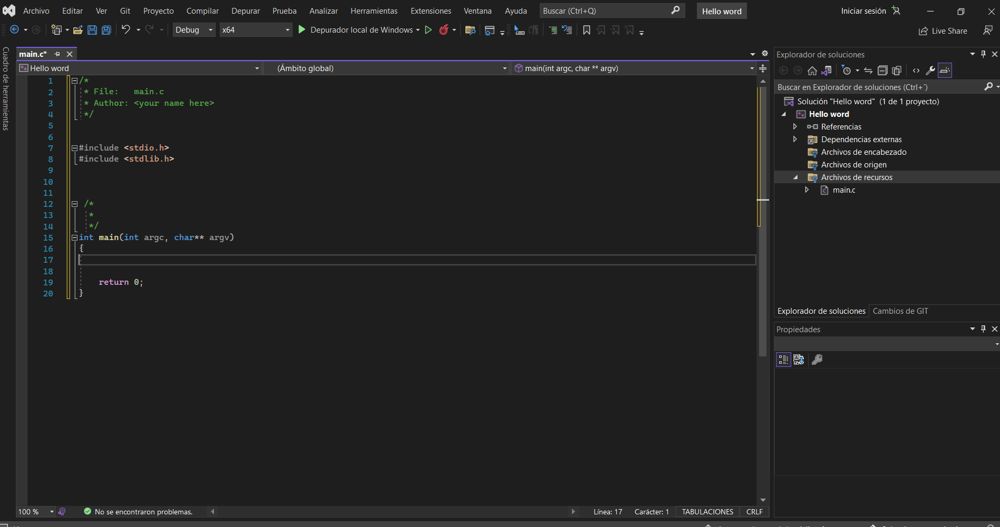 Archivo Editar Ver Git Proyecto Compilar Depurar Prueba Analizar Herramientas Extensiones Ventana Ayuda Buscar (Ctrl+Q) Hello word Iniciar sesión
Debug x64 Depurador local de Windows Live Share
Cuadro de herramientas
main.c*
Hello word (Ámbito global) main(int argc, char ** argv)
1 /*
2 * File:   main.c
3 * Author: <your name here>
4 */
5
6
7 #include <stdio.h>
8 #include <stdlib.h>
9
10
11
12 /*
13 *
14 */
15 int main(int argc, char** argv)
16 {
17
18
19 return 0;
20 }
100 % No se encontraron problemas. Línea: 17 Carácter: 1 TABULACIONES CRLF
Explorador de soluciones
Buscar en Explorador de soluciones (Ctrl+´)
Solución "Hello word" (1 de 1 proyecto)
Hello word
Referencias
Dependencias externas
Archivos de encabezado
Archivos de origen
Archivos de recursos
main.c
Explorador de soluciones Cambios de GIT
Propiedades